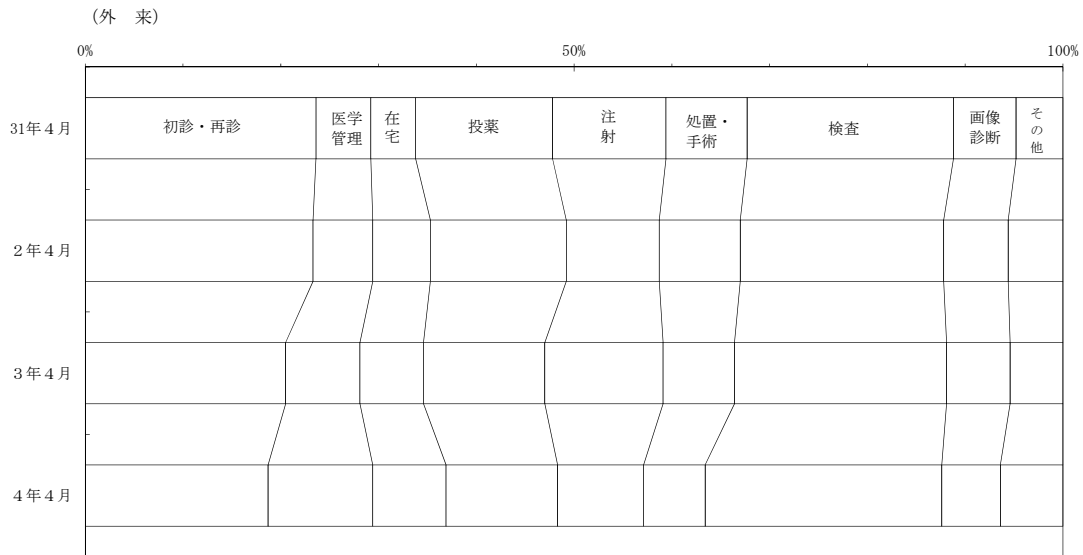 （外　来）
0%　50%　100%
31年４月
初診・再診
医学
管理
在
宅
投薬
注
射
処置・
手術
検査
画像
診断
そ
の
他
２年４月
３年４月
４年４月